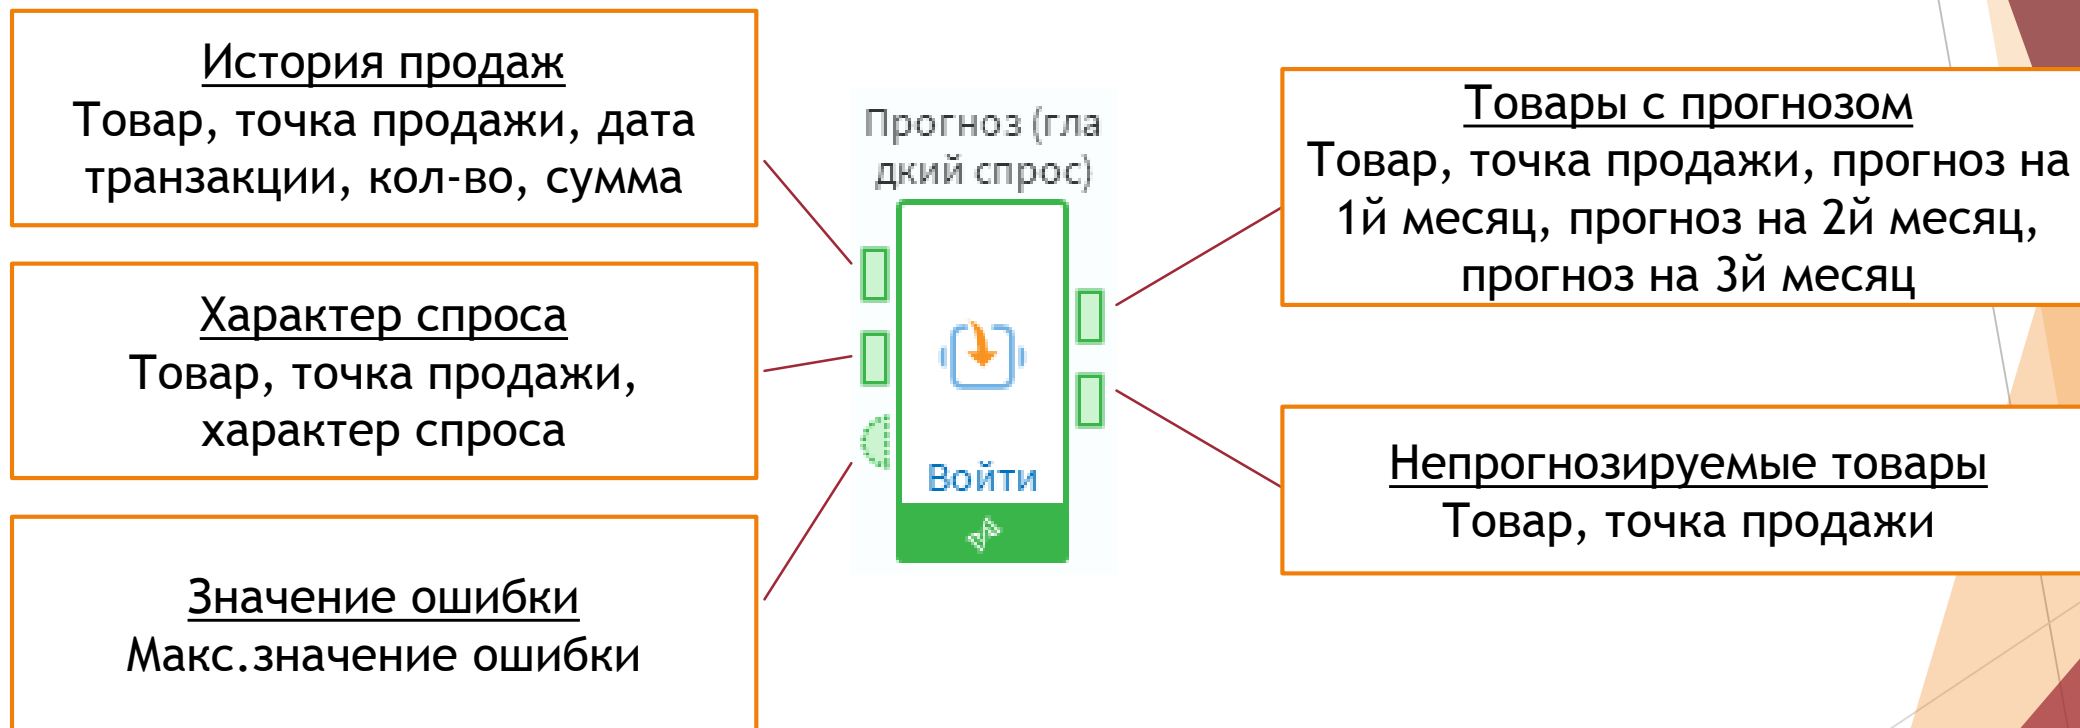 История продаж
Товар, точка продажи, дата
транзакции, кол-во, сумма
Характер спроса
Товар, точка продажи,
характер спроса
Значение ошибки
Макс.значение ошибки
Прогноз (гла
дкий спрос)
Войти
Товары с прогнозом
Товар, точка продажи, прогноз на
1й месяц, прогноз на 2й месяц,
прогноз на 3й месяц
Непрогнозируемые товары
Товар, точка продажи